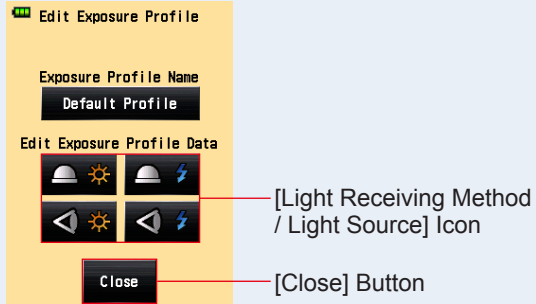 Edit Exposure Profile
Exposure Profile Name
Default Profile
Edit Exposure Profile Data
[Light Receiving Method
/ Light Source] Icon
Close
[Close] Button